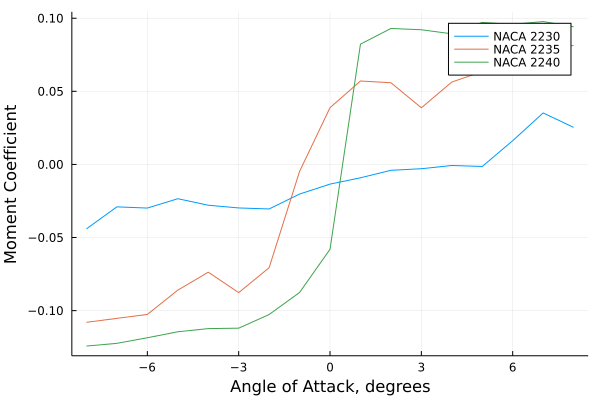 0.10
0.05
0.00
−0.05
−0.10
Moment Coefficient
NACA 2230
NACA 2235
NACA 2240
−6 −3 0 3 6
Angle of Attack, degrees